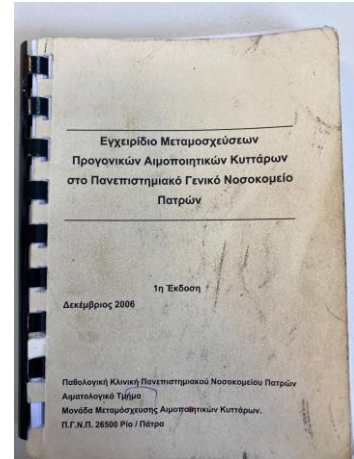 Εγχειρίδιο Μεταμοσχεύσεων
Προγονικών Αιμοποιητικών Κυττάρων
στο Πανεπιστημιακό Γενικό Νοσοκομείο
Πατρών
1η Έκδοση
Δεκέμβριος 2006
Παθολογική Κλινική Πανεπιστημιακού Νοσοκομείου Πατρών
Αιματολογικό Τμήμα
Μονάδα Μεταμόσχευσης Αιμοποιητικών Κυττάρων.
Π.Γ.Ν.Π. 26500 Ρίο / Πάτρα